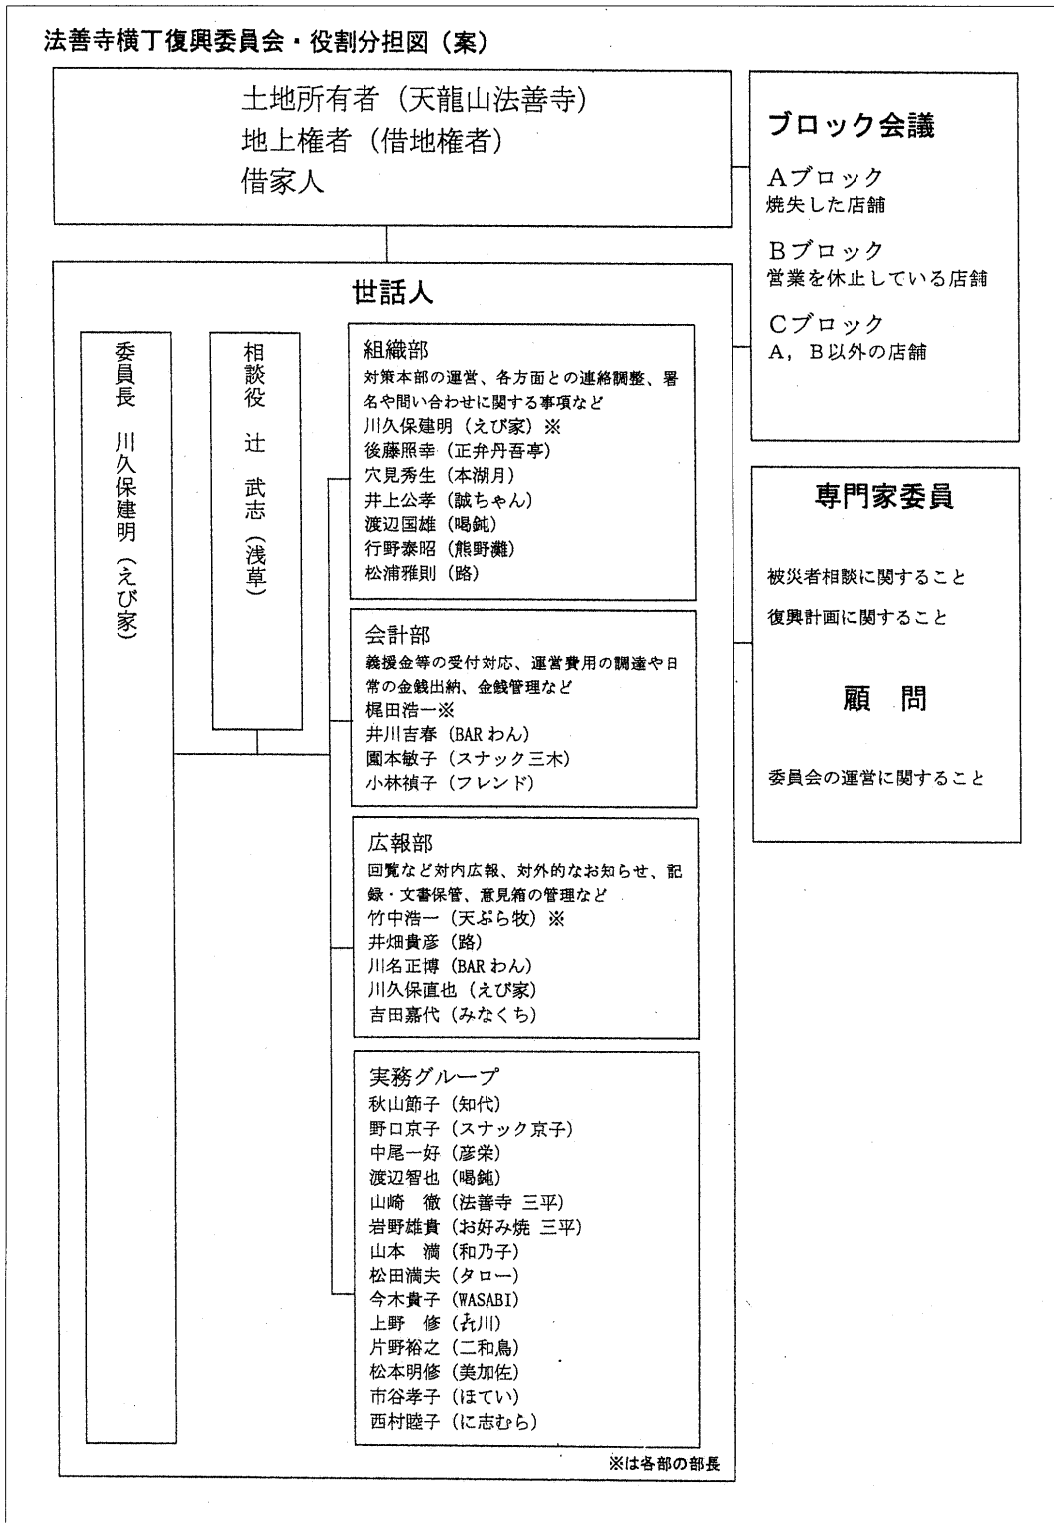 法善寺横丁復興委員会・役割分担図（案）
土地所有者（天龍山法善寺）
地上権者（借地権者）
借家人
ブロック会議
Ａブロック
焼失した店舗
Ｂブロック
営業を休止している店舗
Ｃブロック
Ａ，Ｂ以外の店舗
世話人
委員長　川久保建明（えび家）
相談役　辻　武志（浅草）
組織部
対策本部の運営、各方面との連絡調整、署
名や問い合わせに関する事項など
川久保建明（えび家）※
後藤照幸（正弁丹吾亭）
穴見秀生（本湖月）
井上公孝（誠ちゃん）
渡辺国雄（喝鈍）
行野泰昭（熊野灘）
松浦雅則（路）
会計部
義援金等の受付対応、運営費用の調達や日
常の金銭出納、金銭管理など
梶田浩一※
井川吉春（BARわん）
園本敏子（スナック三木）
小林禎子（フレンド）
広報部
回覧など対内広報、対外的なお知らせ、記
録・文書保管、意見箱の管理など
竹中浩一（天ぷら牧）※
井畑貴彦（路）
川名正博（BARわん）
川久保直也（えび家）
吉田嘉代（みなくち）
実務グループ
秋山節子（知代）
野口京子（スナック京子）
中尾一好（彦栄）
渡辺智也（喝鈍）
山崎　徹（法善寺 三平）
岩野雄貴（お好み焼 三平）
山本　満（和乃子）
松田満夫（タロー）
今木貴子（WASABI）
上野　修（㐂川）
片野裕之（二和鳥）
松本明修（美加佐）
市谷孝子（ほてい）
西村睦子（に志むら）
※は各部の部長
専門家委員
被災者相談に関すること
復興計画に関すること
顧　問
委員会の運営に関すること